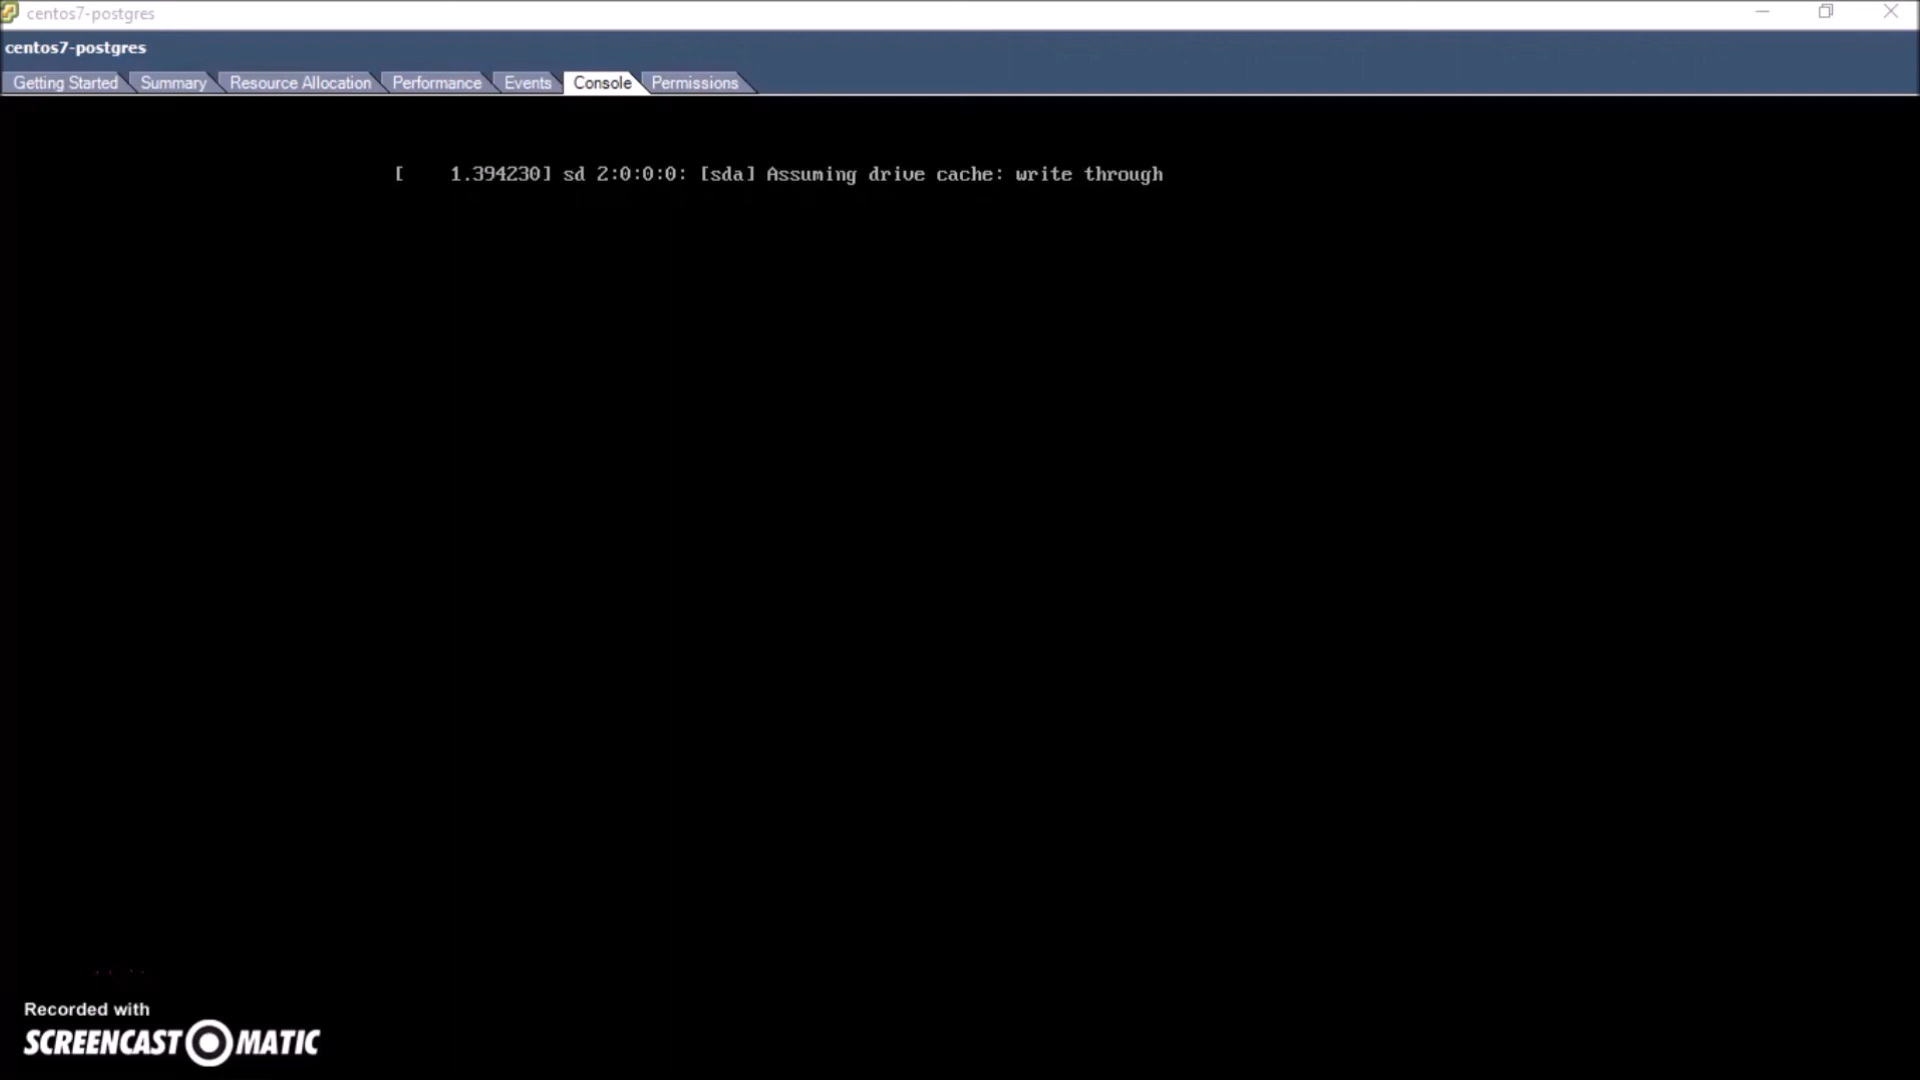 centos7-postgres
centos7-postgres
Getting Started Summary Resource Allocation Performance Events Console Permissions
[    1.394230] sd 2:0:0:0: [sda] Assuming drive cache: write through
Recorded with
SCREENCAST MATIC